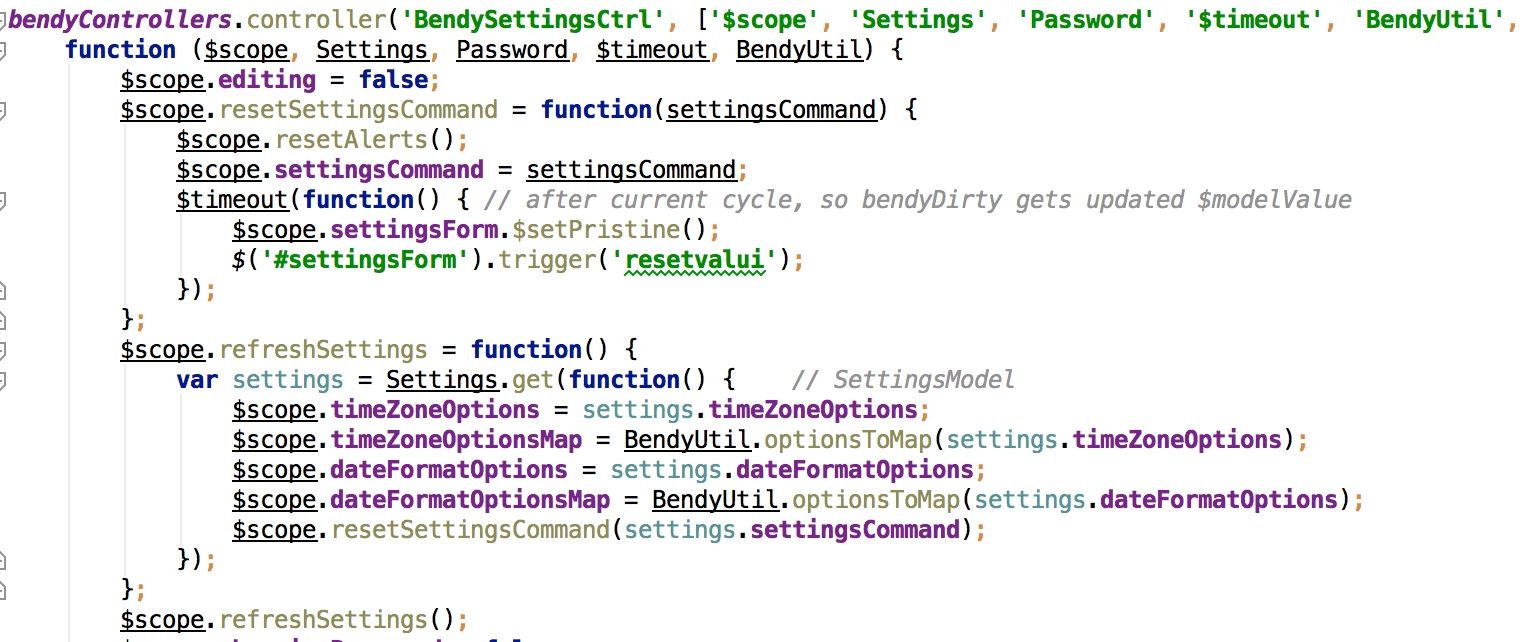 bendyControllers.controller('BendySettingsCtrl', ['$scope', 'Settings', 'Password', '$timeout', 'BendyUtil',
function ($scope, Settings, Password, $timeout, BendyUtil) {
$scope.editing = false;
$scope.resetSettingsCommand = function(settingsCommand) {
$scope.resetAlerts();
$scope.settingsCommand = settingsCommand;
$timeout(function() { // after current cycle, so bendyDirty gets updated $modelValue
$scope.settingsForm.$setPristine();
$('#settingsForm').trigger('resetvalui');
});
};
$scope.refreshSettings = function() {
var settings = Settings.get(function() { // SettingsModel
$scope.timeZoneOptions = settings.timeZoneOptions;
$scope.timeZoneOptionsMap = BendyUtil.optionsToMap(settings.timeZoneOptions);
$scope.dateFormatOptions = settings.dateFormatOptions;
$scope.dateFormatOptionsMap = BendyUtil.optionsToMap(settings.dateFormatOptions);
$scope.resetSettingsCommand(settings.settingsCommand);
});
};
$scope.refreshSettings();